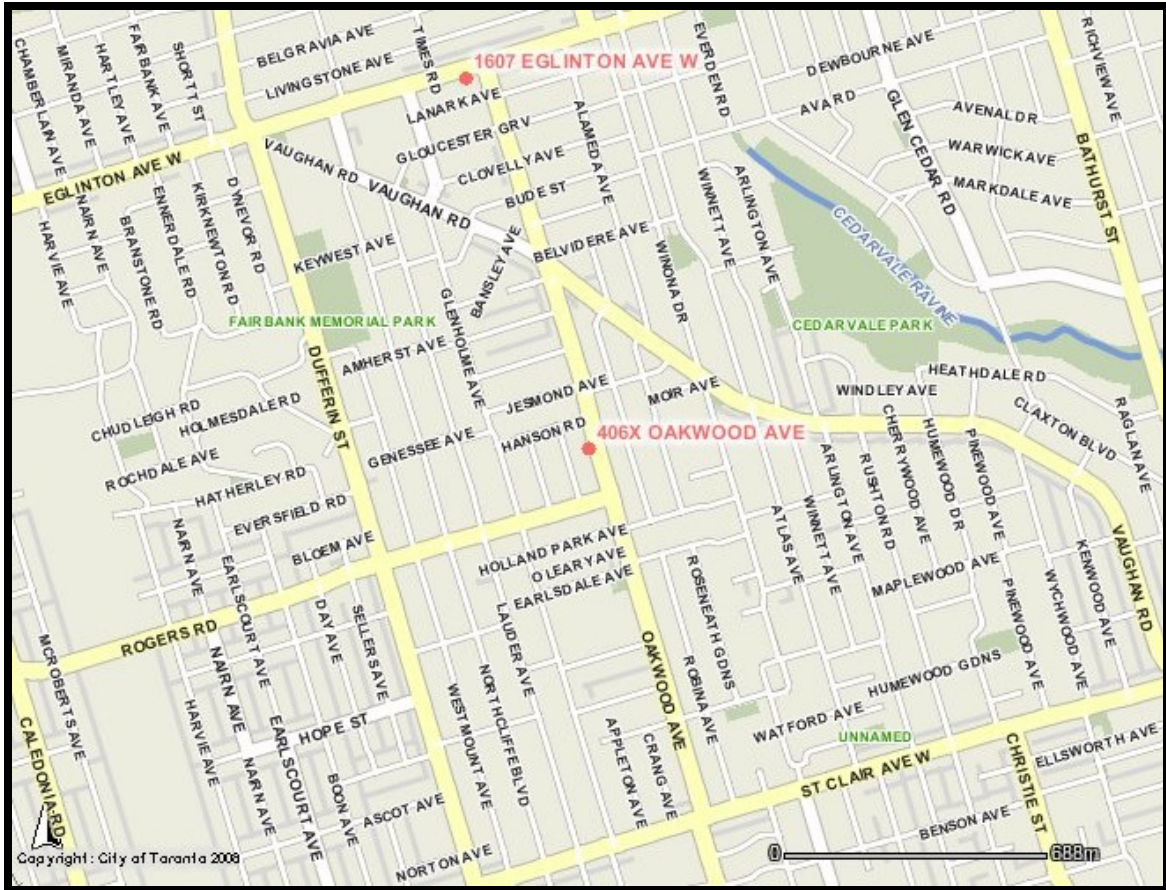 CHAMBERLAIN AVE
MIRANDA AVE
HARTLEY AVE
FAIRBANK AVE
SHORTT ST
BELGRAVIA AVE
LIVINGSTONE AVE
TIMES RD
1607 EGLINTON AVE W
LANARK AVE
EVERDEN RD
DEWBOURNE AVE
RICHVIEW AVE
AVA RD
GLEN CEDAR RD
AVENAL DR
BATHURST ST
ALAMEDA AVE
GLOUCESTER GRV
VAUGHAN RD
VAUGHAN RD
CLOVELLY AVE
WARWICK AVE
EGLINTON AVE W
BUDE ST
WINNETT AVE
ARLINGTON AVE
MARKDALE AVE
NAIRN AVE
ENNERDALE RD
KIRKNEWTON RD
DYNEVOR RD
HARVIE AVE
BRANSTONE RD
KEYWEST AVE
BANSLEY AVE
BELVIDERE AVE
WINONA DR
CEDARVALE RAVINE
GLENHOLME AVE
FAIRBANK MEMORIAL PARK
CEDARVALE PARK
DUFFERIN ST
AMHERST AVE
JESMOND AVE
MOIR AVE
WINDLEY AVE
HEATHDALE RD
CHUDLEIGH RD
HOLMESDALE RD
HANSON RD
406X OAKWOOD AVE
CLAXTON BLVD
RAGLAN AVE
GENESSEE AVE
CHERRYWOOD AVE
HUMEWOOD DR
PINEWOOD AVE
ROCHDALE AVE
HATHERLEY RD
ARLINGTON AVE
RUSHTON RD
EVERSFIELD RD
WINNETT AVE
ATLAS AVE
NAIRN AVE
BLOEM AVE
HOLLAND PARK AVE
O LEARY AVE
EARLSDALE AVE
VAUGHAN RD
EARLSCOURT AVE
KENWOOD AVE
MAPLEWOOD AVE
ROSENEATH GDNS
PINEWOOD AVE
WYCHWOOD AVE
DAY AVE
SELLERS AVE
LAUDER AVE
ROGERS RD
OAKWOOD AVE
MCROBERTS AVE
NAIRN AVE
ROBINA AVE
HUMEWOOD GDNS
NORTHCLIFFE BLVD
WESTMOUNT AVE
HARVIE AVE
HOPE ST
WATFORD AVE
UNNAMED
CALEDONIA RD
EARLSCOURT AVE
APPLETON AVE
CRANG AVE
ELLSWORTH AVE
CHRISTIE ST
NAIRN AVE
BOON AVE
ST CLAIR AVE W
ASCOT AVE
BENSON AVE
NORTON AVE
Copyright : City of Toronto 2008
0
688m